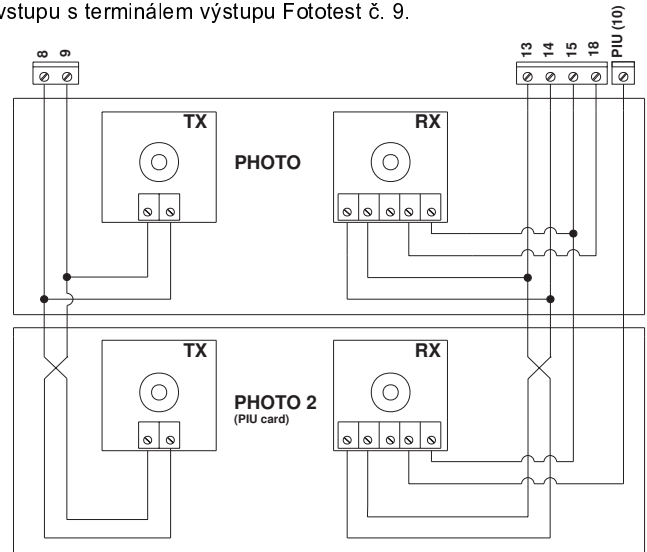 vstupu s terminálem výstupu Fototest č. 9.
8 9 13 14 15 18 PIU (10)
TX RX
PHOTO
TX RX
PHOTO 2
(PIU card)